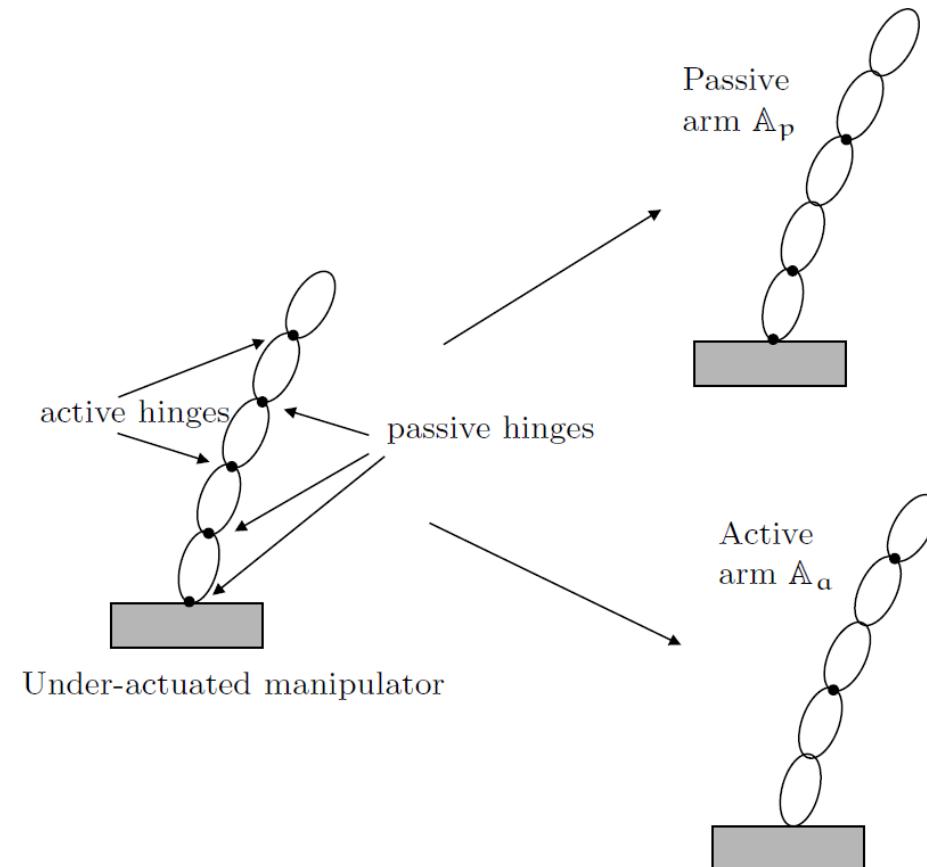 Passive
arm 𝔸ₚ
active hinges
passive hinges
Active
arm 𝔸ₐ
Under-actuated manipulator